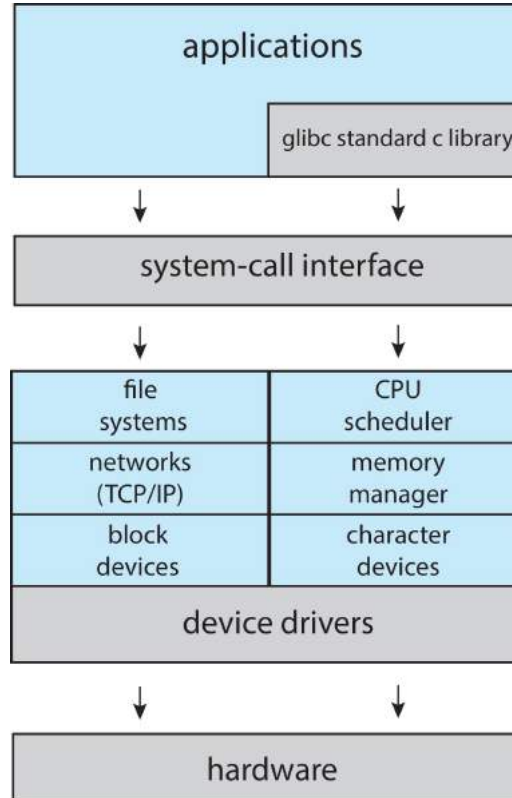 applications
glibc standard c library
system-call interface
file
systems
CPU
scheduler
networks
(TCP/IP)
memory
manager
block
devices
character
devices
device drivers
hardware